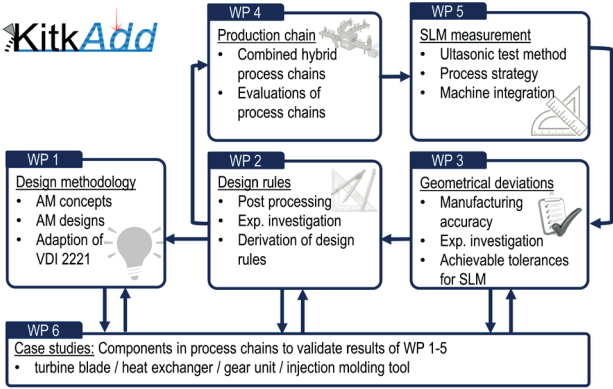 KitkAdd
WP 4
Production chain
• Combined hybrid
process chains
• Evaluations of
process chains
WP 5
SLM measurement
• Ultasonic test method
• Process strategy
• Machine integration
WP 1
Design methodology
• AM concepts
• AM designs
• Adaption of
VDI 2221
WP 2
Design rules
• Post processing
• Exp. investigation
• Derivation of design
rules
WP 3
Geometrical deviations
• Manufacturing
accuracy
• Exp. investigation
• Achievable tolerances
for SLM
WP 6
Case studies: Components in process chains to validate results of WP 1-5
• turbine blade / heat exchanger / gear unit / injection molding tool